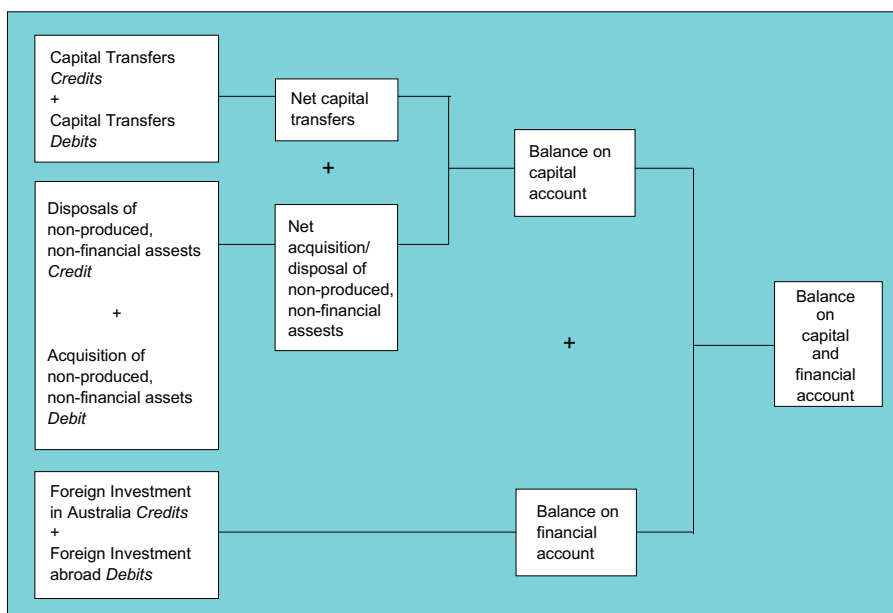 Capital Transfers
Credits
+
Capital Transfers
Debits
Net capital
transfers
+
Disposals of
non-produced,
non-financial assests
Credit
+
Acquisition of
non-produced,
non-financial assets
Debit
Net
acquisition/
disposal of
non-produced,
non-financial
assests
Balance on
capital
account
+
Foreign Investment
in Australia Credits
+
Foreign Investment
abroad Debits
Balance on
financial
account
Balance
on
capital
and
financial
account